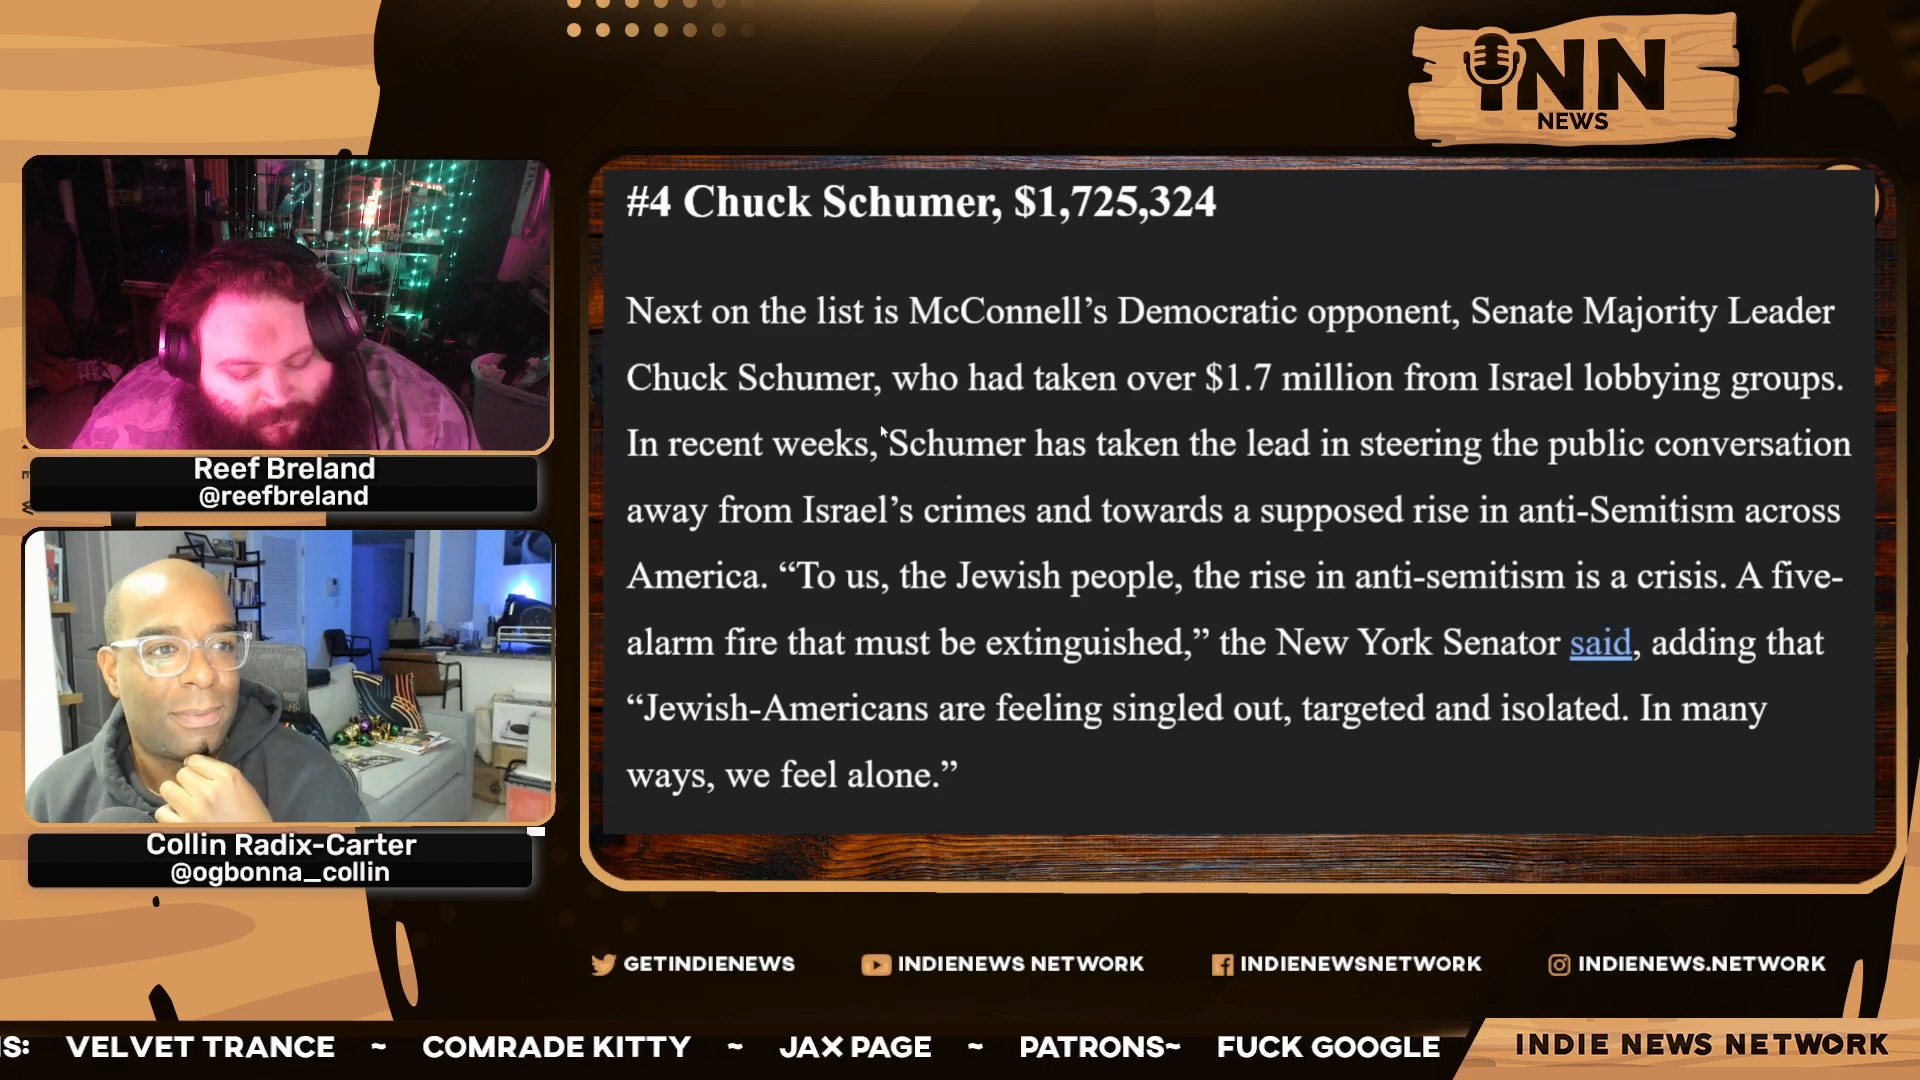 iNN
NEWS
#4 Chuck Schumer, $1,725,324
Next on the list is McConnell’s Democratic opponent, Senate Majority Leader
Chuck Schumer, who had taken over $1.7 million from Israel lobbying groups.
In recent weeks, Schumer has taken the lead in steering the public conversation
away from Israel’s crimes and towards a supposed rise in anti-Semitism across
America. “To us, the Jewish people, the rise in anti-semitism is a crisis. A five-
alarm fire that must be extinguished,” the New York Senator said, adding that
“Jewish-Americans are feeling singled out, targeted and isolated. In many
ways, we feel alone.”
Reef Breland
@reefbreland
Collin Radix-Carter
@ogbonna_collin
GETINDIENEWS
INDIENEWS NETWORK
INDIENEWSNETWORK
INDIENEWS.NETWORK
S: VELVET TRANCE ~ COMRADE KITTY ~ JAX PAGE ~ PATRONS~ FUCK GOOGLE
INDIE NEWS NETWORK